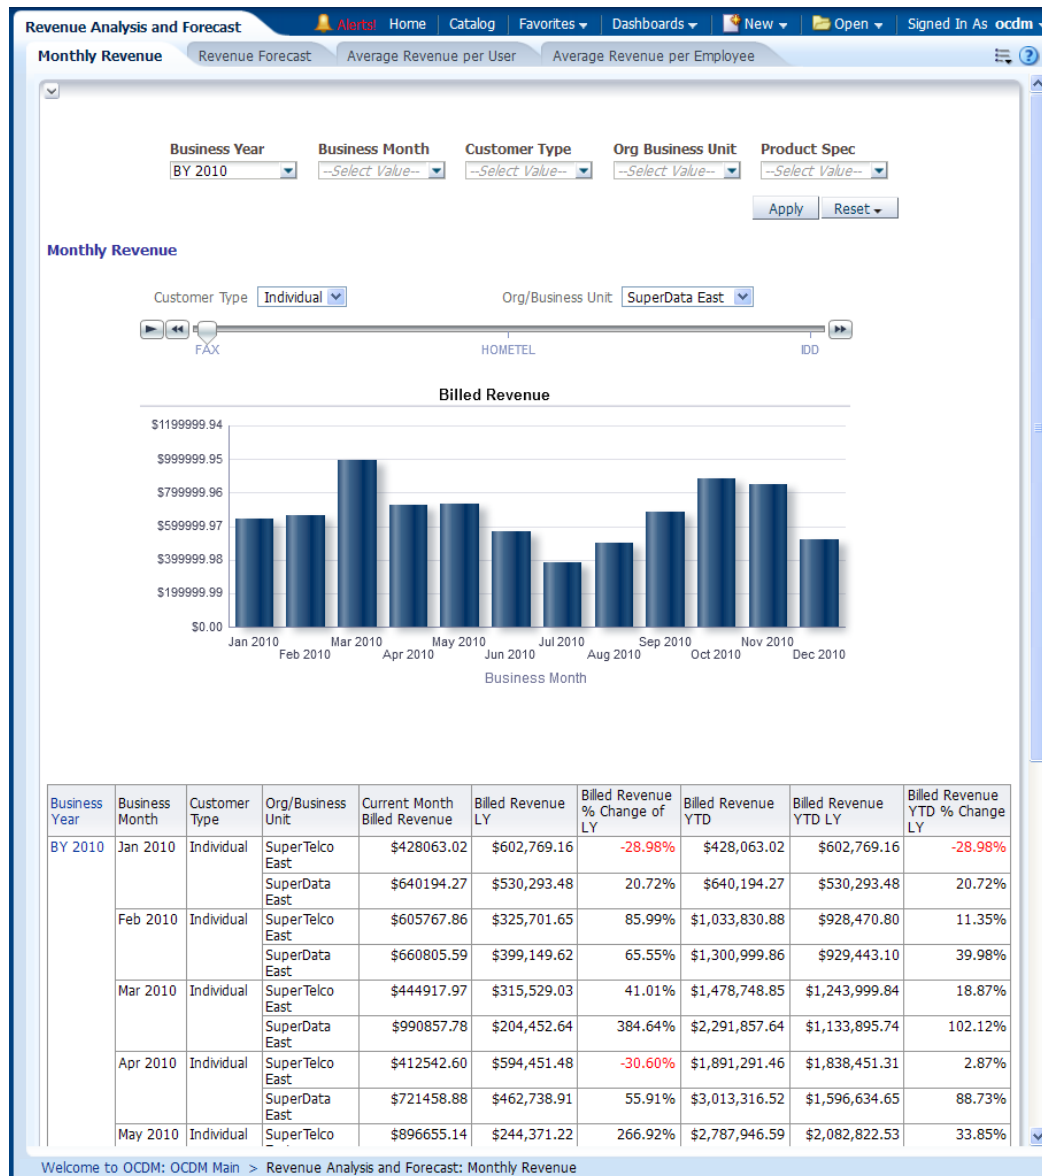 Revenue Analysis and Forecast
Alerts! Home Catalog Favorites Dashboards New Open Signed In As ocdm
Monthly Revenue Revenue Forecast Average Revenue per User Average Revenue per Employee
Business Year Business Month Customer Type Org Business Unit Product Spec
BY 2010 --Select Value-- --Select Value-- --Select Value-- --Select Value--
Apply Reset
Monthly Revenue
Customer Type Individual Org/Business Unit SuperData East
FAX HOMETEL IDD
Billed Revenue
$1199999.94
$999999.95
$799999.96
$599999.97
$399999.98
$199999.99
$0.00
Jan 2010 Feb 2010 Mar 2010 Apr 2010 May 2010 Jun 2010 Jul 2010 Aug 2010 Sep 2010 Oct 2010 Nov 2010 Dec 2010
Business Month
Business Year Business Month Customer Type Org/Business Unit Current Month Billed Revenue Billed Revenue LY Billed Revenue % Change of LY Billed Revenue YTD Billed Revenue YTD LY Billed Revenue YTD % Change LY
BY 2010 Jan 2010 Individual SuperTelco East $428063.02 $602,769.16 -28.98% $428,063.02 $602,769.16 -28.98%
SuperData East $640194.27 $530,293.48 20.72% $640,194.27 $530,293.48 20.72%
Feb 2010 Individual SuperTelco East $605767.86 $325,701.65 85.99% $1,033,830.88 $928,470.80 11.35%
SuperData East $660805.59 $399,149.62 65.55% $1,300,999.86 $929,443.10 39.98%
Mar 2010 Individual SuperTelco East $444917.97 $315,529.03 41.01% $1,478,748.85 $1,243,999.84 18.87%
SuperData East $990857.78 $204,452.64 384.64% $2,291,857.64 $1,133,895.74 102.12%
Apr 2010 Individual SuperTelco East $412542.60 $594,451.48 -30.60% $1,891,291.46 $1,838,451.31 2.87%
SuperData East $721458.88 $462,738.91 55.91% $3,013,316.52 $1,596,634.65 88.73%
May 2010 Individual SuperTelco $896655.14 $244,371.22 266.92% $2,787,946.59 $2,082,822.53 33.85%
Welcome to OCDM: OCDM Main > Revenue Analysis and Forecast: Monthly Revenue